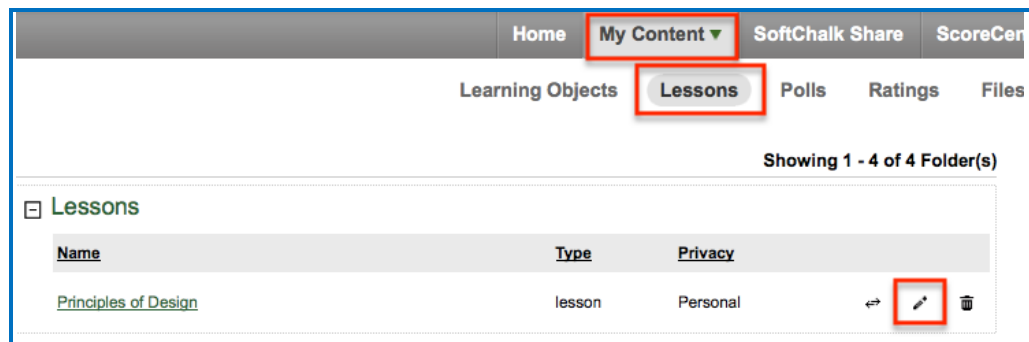 Home My Content ▼ SoftChalk Share ScoreCen
Learning Objects Lessons Polls Ratings Files
Showing 1 - 4 of 4 Folder(s)
Lessons
Name Type Privacy
Principles of Design lesson Personal